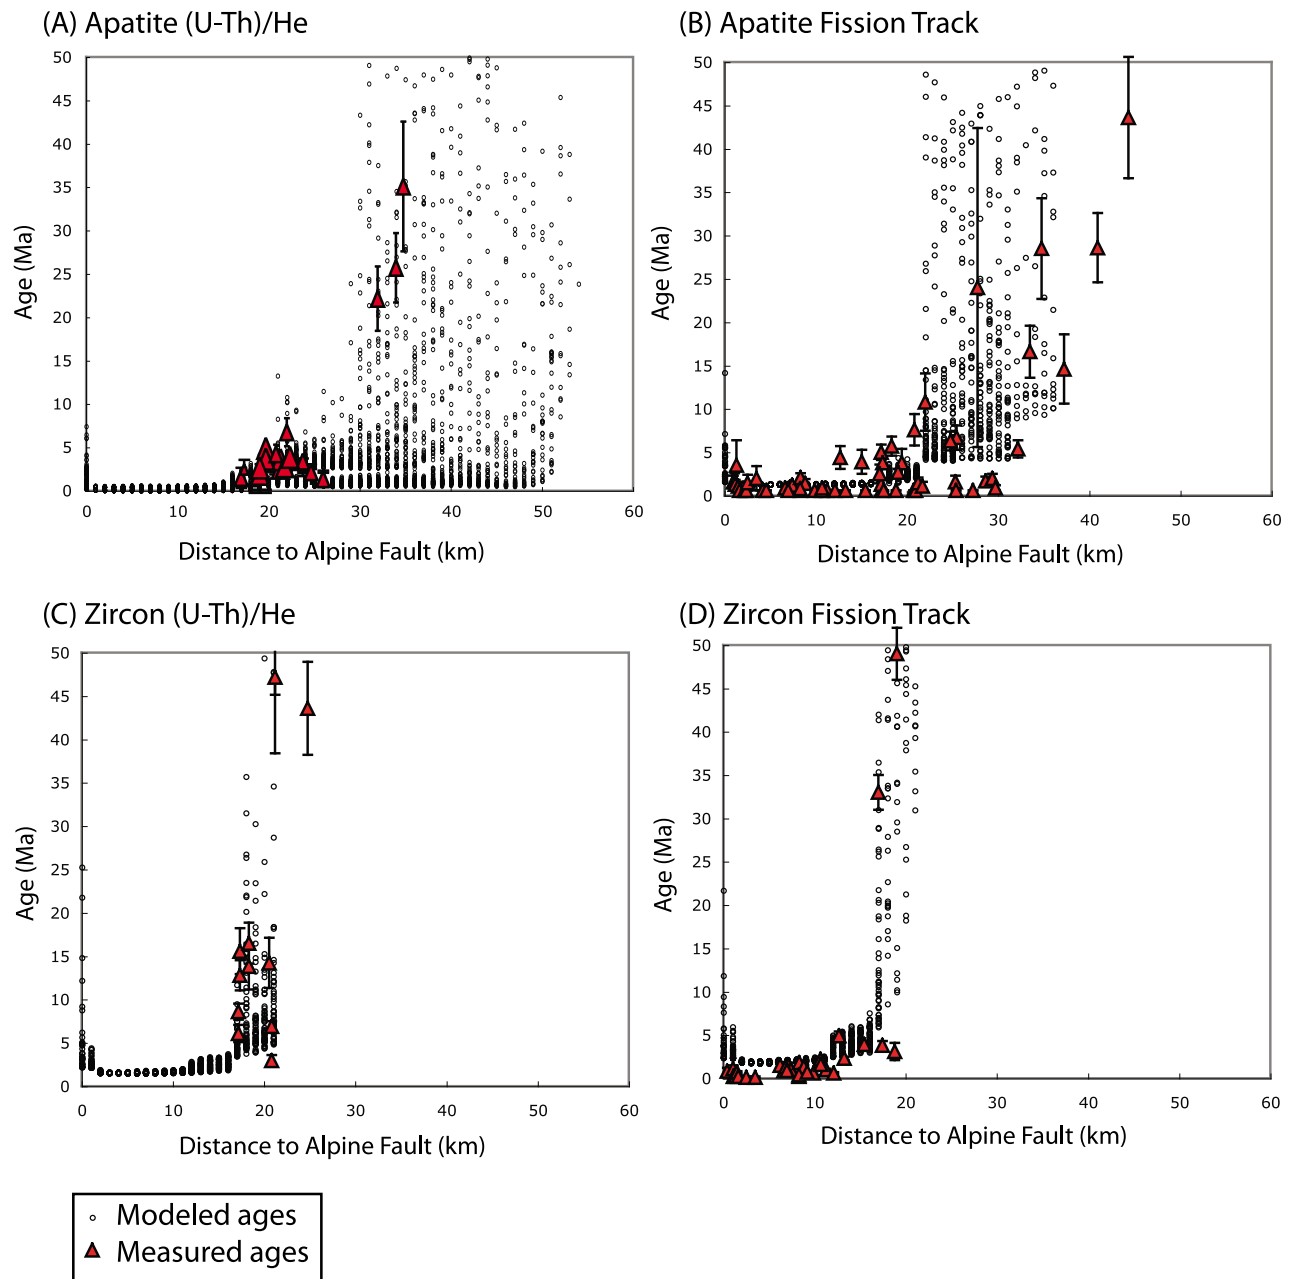 (A) Apatite (U-Th)/He
50
45
40
35
30
25
20
15
10
5
0
Age (Ma)
0 10 20 30 40 50 60
Distance to Alpine Fault (km)
(B) Apatite Fission Track
50
45
40
35
30
25
20
15
10
5
0
Age (Ma)
0 10 20 30 40 50 60
Distance to Alpine Fault (km)
(C) Zircon (U-Th)/He
50
45
40
35
30
25
20
15
10
5
0
Age (Ma)
0 10 20 30 40 50 60
Distance to Alpine Fault (km)
(D) Zircon Fission Track
50
45
40
35
30
25
20
15
10
5
0
Age (Ma)
0 10 20 30 40 50 60
Distance to Alpine Fault (km)
Modeled ages
Measured ages